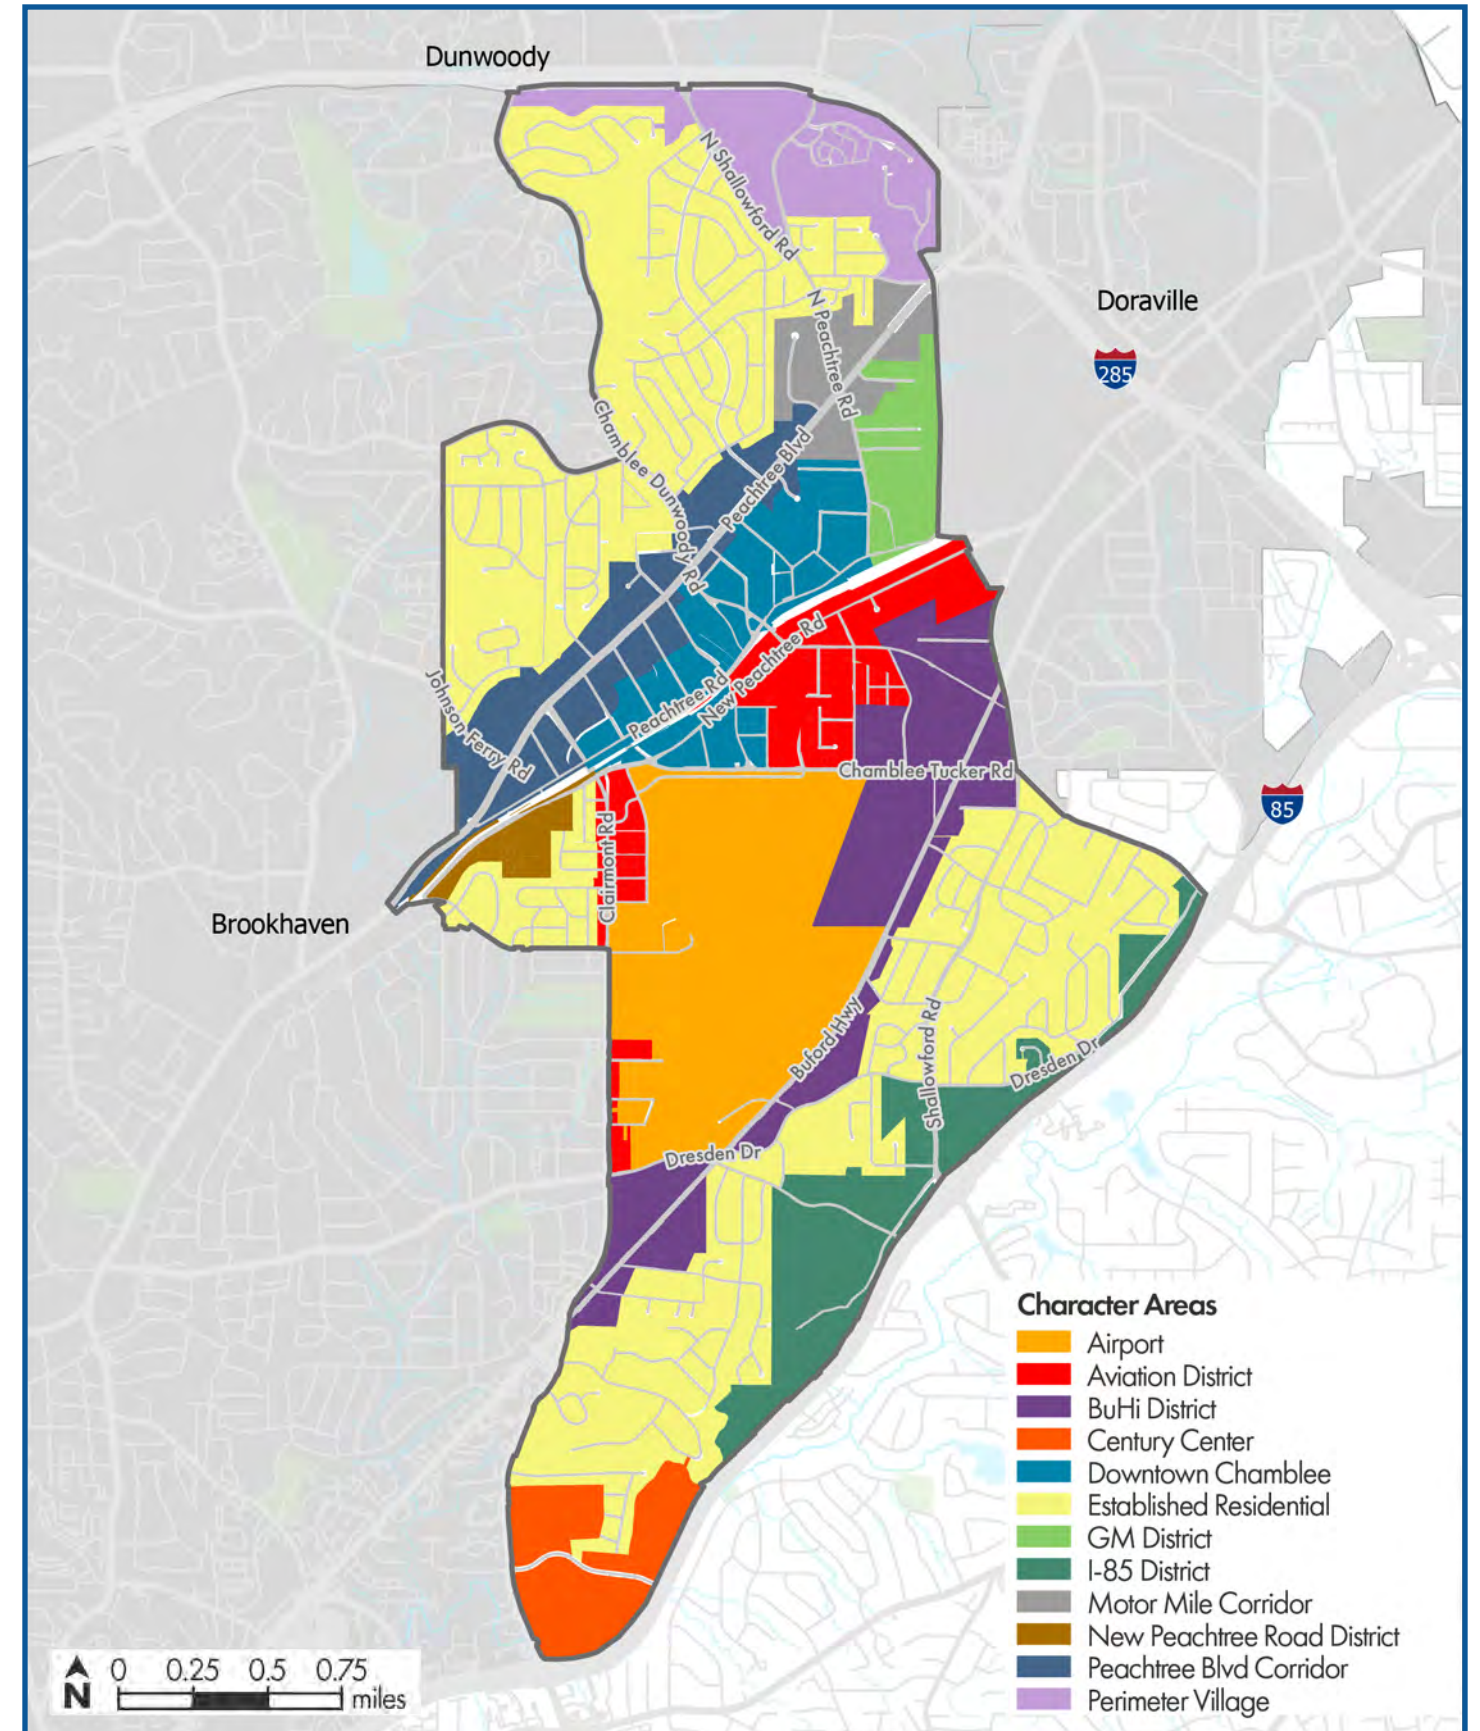 Dunwoody
N Shallowford Rd
Doraville
N Peachtree Rd
285
Chamblee Dunwoody Rd
Peachtree Blvd
Johnson Ferry Rd
Peachtree Rd
New Peachtree Rd
Chamblee Tucker Rd
85
Clairmont Rd
Brookhaven
Buford Hwy
Shallowford Rd
Dresden Dr
Dresden Dr
Character Areas
Airport
Aviation District
BuHi District
Century Center
Downtown Chamblee
Established Residential
GM District
I-85 District
Motor Mile Corridor
New Peachtree Road District
Peachtree Blvd Corridor
Perimeter Village
N
0 0.25 0.5 0.75
miles